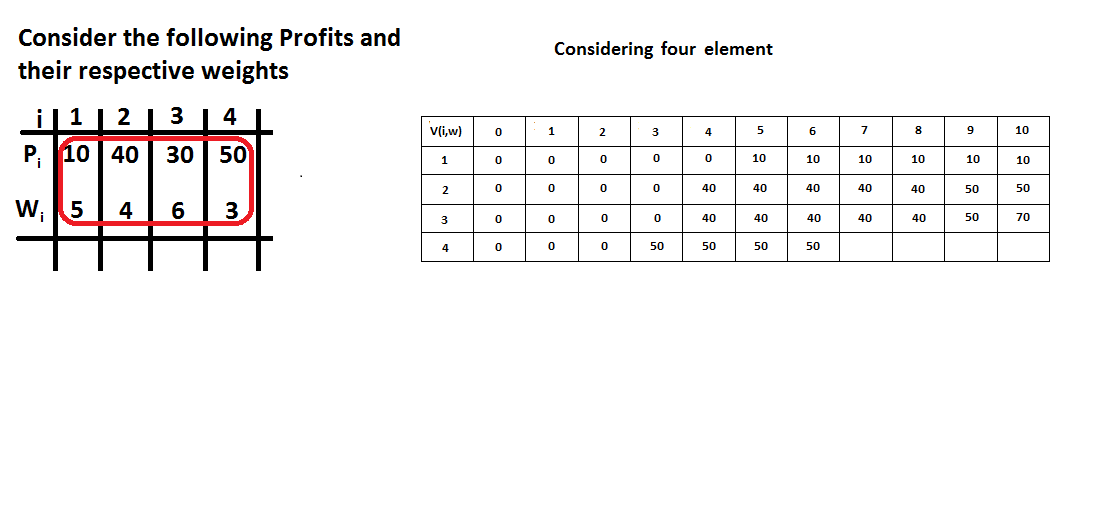 Consider the following Profits and
their respective weights
Considering four element
i 1 2 3 4
Pi 10 40 30 50
Wi 5 4 6 3
V(i,w) 0 1 2 3 4 5 6 7 8 9 10
1 0 0 0 0 0 10 10 10 10 10 10
2 0 0 0 0 40 40 40 40 40 50 50
3 0 0 0 0 40 40 40 40 40 50 70
4 0 0 0 50 50 50 50